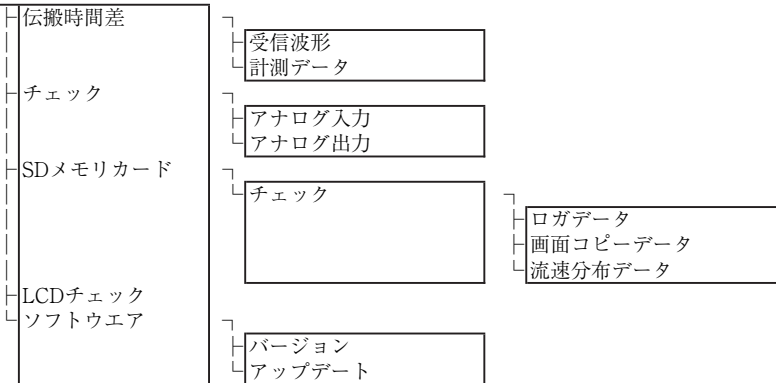 伝搬時間差
受信波形
計測データ
チェック
アナログ入力
アナログ出力
SDメモリカード
チェック
ロガデータ
画面コピーデータ
流速分布データ
LCDチェック
ソフトウエア
バージョン
アップデート